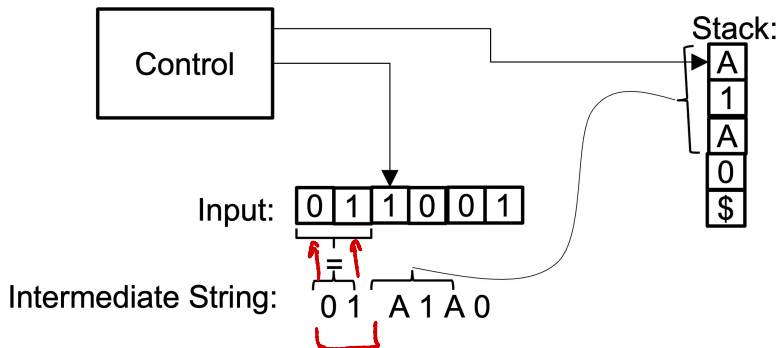 Stack:
Control
A
1
A
0
$
Input: 0 1 1 0 0 1
=
Intermediate String: 0 1 A 1 A 0